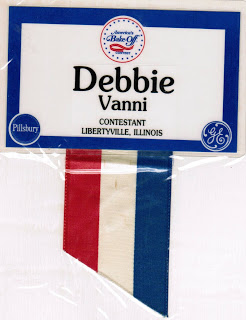 America's
Bake-Off
CONTEST
Debbie
Vanni
CONTESTANT
LIBERTYVILLE, ILLINOIS
Pillsbury
GE